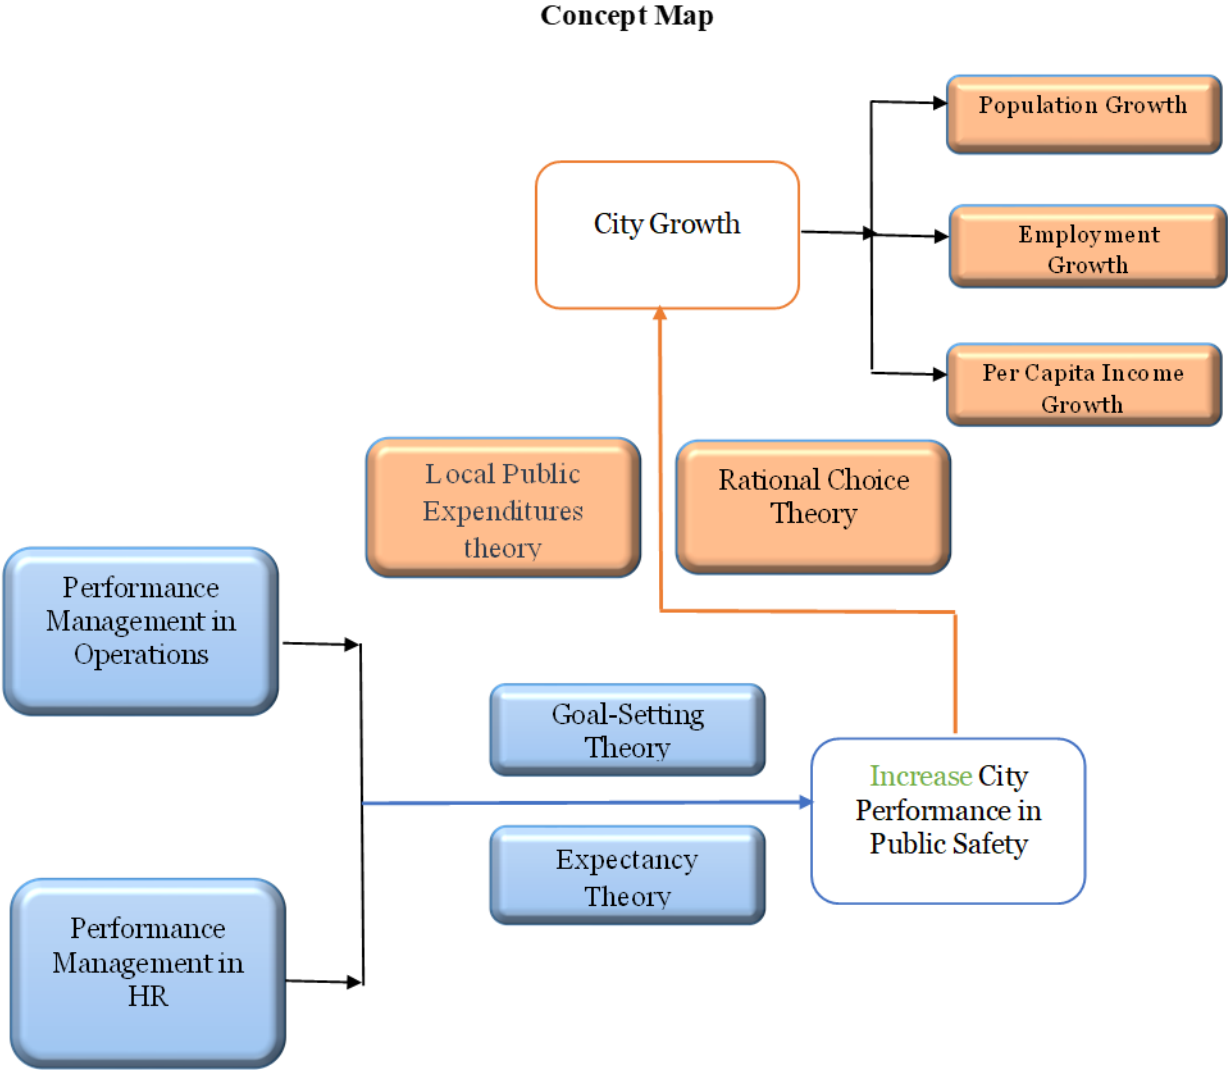 Concept Map
Population Growth
City Growth
Employment
Growth
Per Capita Income
Growth
Local Public
Expenditures
theory
Rational Choice
Theory
Performance
Management in
Operations
Goal-Setting
Theory
Increase City
Performance in
Public Safety
Expectancy
Theory
Performance
Management in
HR